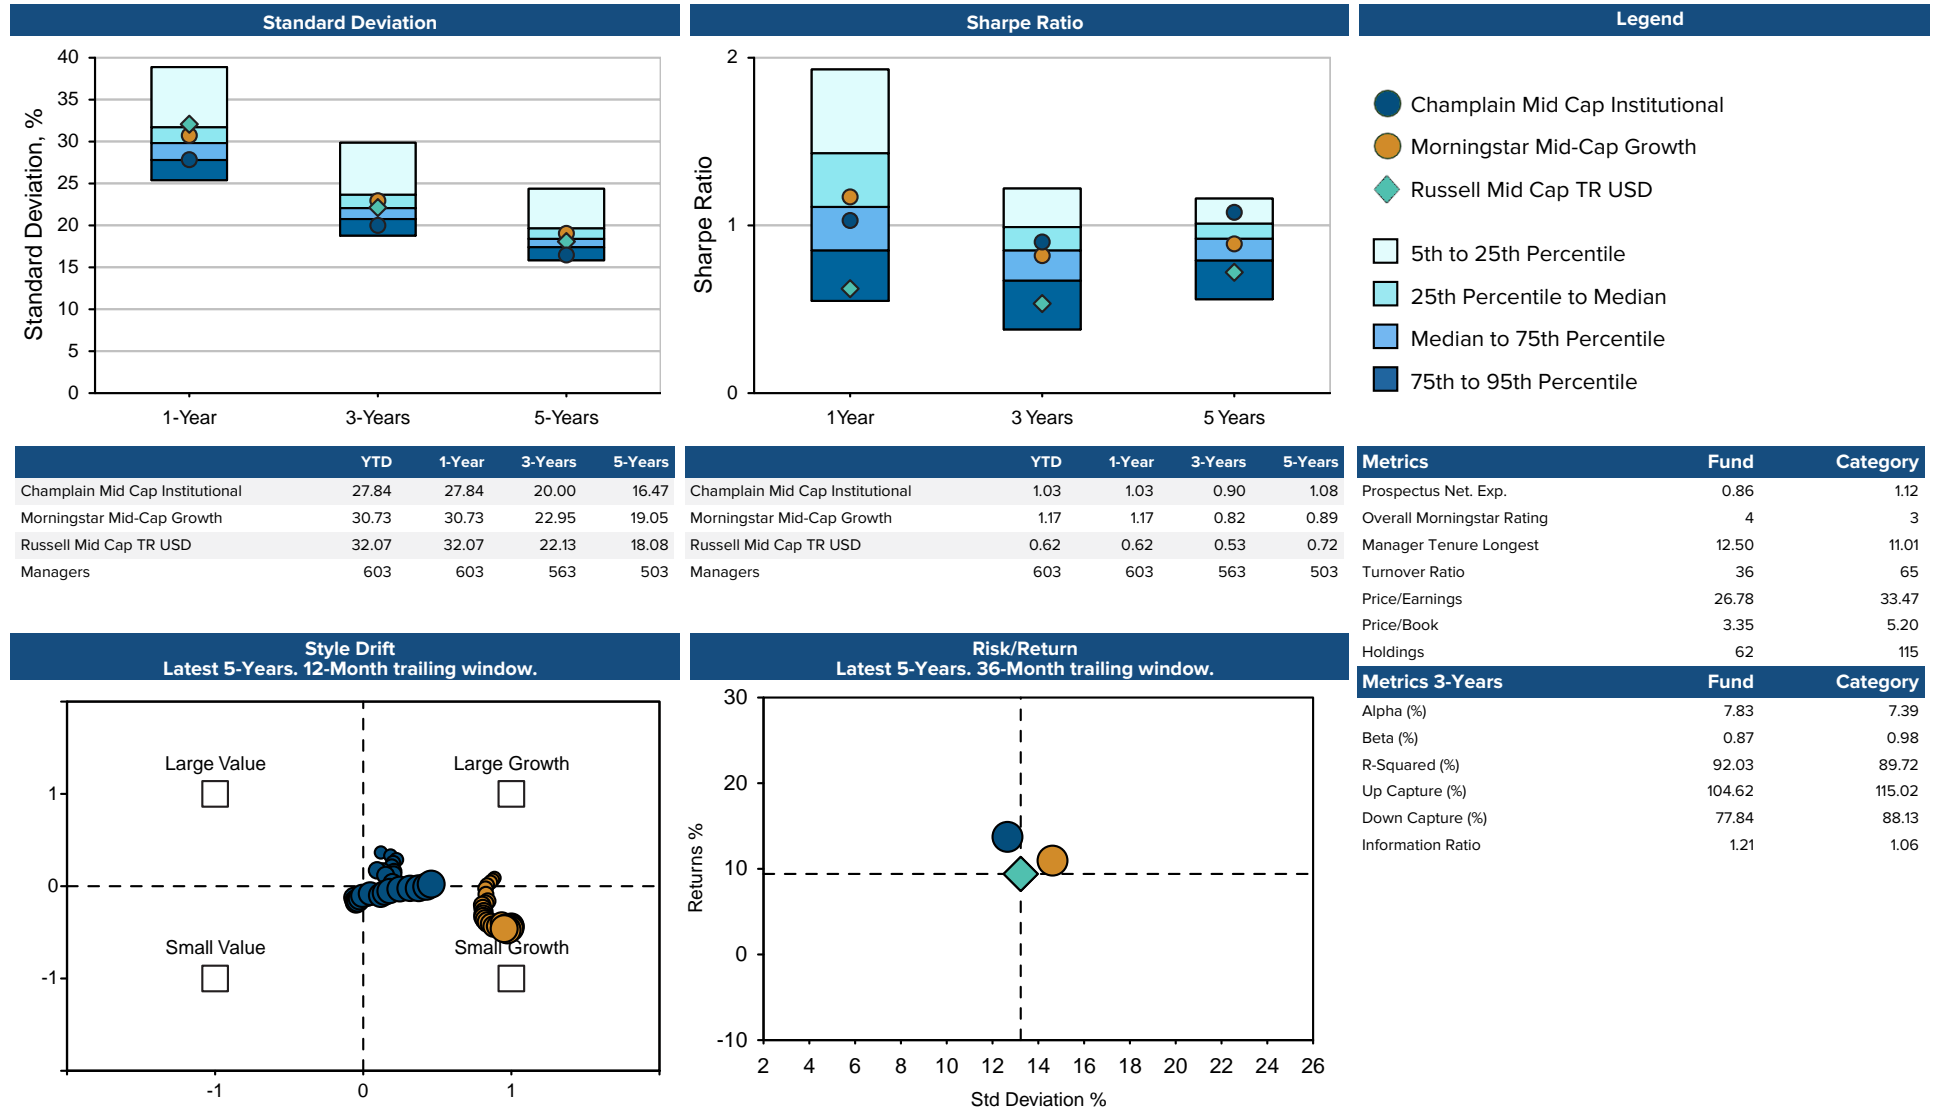 Standard Deviation
40
35
30
25
20
15
10
5
0
Standard Deviation, %
1-Year 3-Years 5-Years
Sharpe Ratio
2
1
0
Sharpe Ratio
1Year 3 Years 5 Years
Legend
Champlain Mid Cap Institutional
Morningstar Mid-Cap Growth
Russell Mid Cap TR USD
5th to 25th Percentile
25th Percentile to Median
Median to 75th Percentile
75th to 95th Percentile
YTD 1-Year 3-Years 5-Years
Champlain Mid Cap Institutional 27.84 27.84 20.00 16.47
Morningstar Mid-Cap Growth 30.73 30.73 22.95 19.05
Russell Mid Cap TR USD 32.07 32.07 22.13 18.08
Managers 603 603 563 503
YTD 1-Year 3-Years 5-Years
Champlain Mid Cap Institutional 1.03 1.03 0.90 1.08
Morningstar Mid-Cap Growth 1.17 1.17 0.82 0.89
Russell Mid Cap TR USD 0.62 0.62 0.53 0.72
Managers 603 603 563 503
Metrics Fund Category
Prospectus Net. Exp. 0.86 1.12
Overall Morningstar Rating 4 3
Manager Tenure Longest 12.50 11.01
Turnover Ratio 36 65
Price/Earnings 26.78 33.47
Price/Book 3.35 5.20
Holdings 62 115
Metrics 3-Years Fund Category
Alpha (%) 7.83 7.39
Beta (%) 0.87 0.98
R-Squared (%) 92.03 89.72
Up Capture (%) 104.62 115.02
Down Capture (%) 77.84 88.13
Information Ratio 1.21 1.06
Style Drift
Latest 5-Years. 12-Month trailing window.
Large Value Large Growth
1
0
Small Value Small Growth
-1
-1 0 1
Risk/Return
Latest 5-Years. 36-Month trailing window.
30
20
10
0
-10
Returns %
2 4 6 8 10 12 14 16 18 20 22 24 26
Std Deviation %